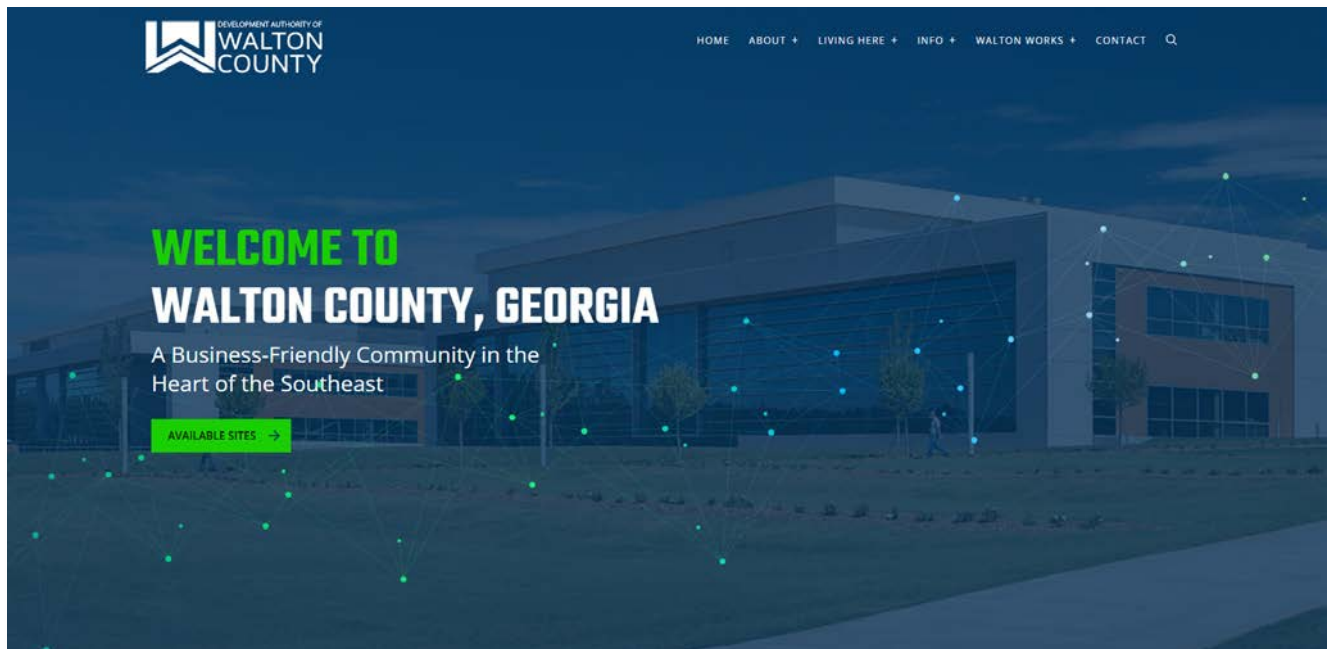 DEVELOPMENT AUTHORITY OF
WALTON
COUNTY
HOME ABOUT + LIVING HERE + INFO + WALTON WORKS + CONTACT
WELCOME TO
WALTON COUNTY, GEORGIA
A Business-Friendly Community in the
Heart of the Southeast
AVAILABLE SITES →